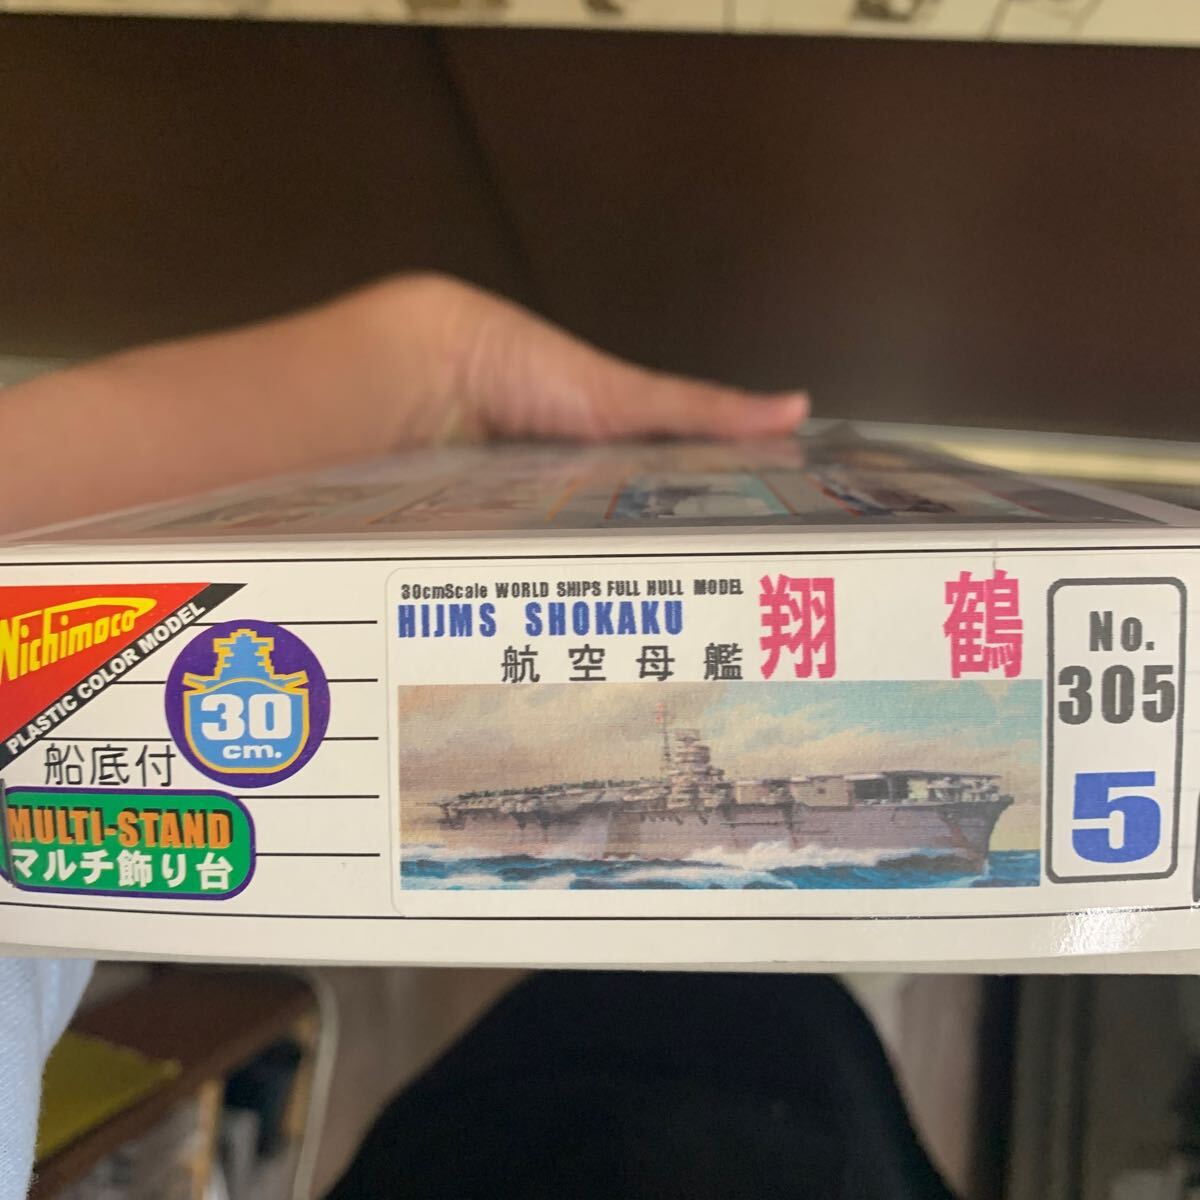 Nichimoco
PLASTIC COLOR MODEL
30
cm.
船底付
MULTI-STAND
マルチ飾り台
30cmScale WORLD SHIPS FULL HULL MODEL
HIJMS SHOKAKU
航空母艦 翔鶴
No.
305
5